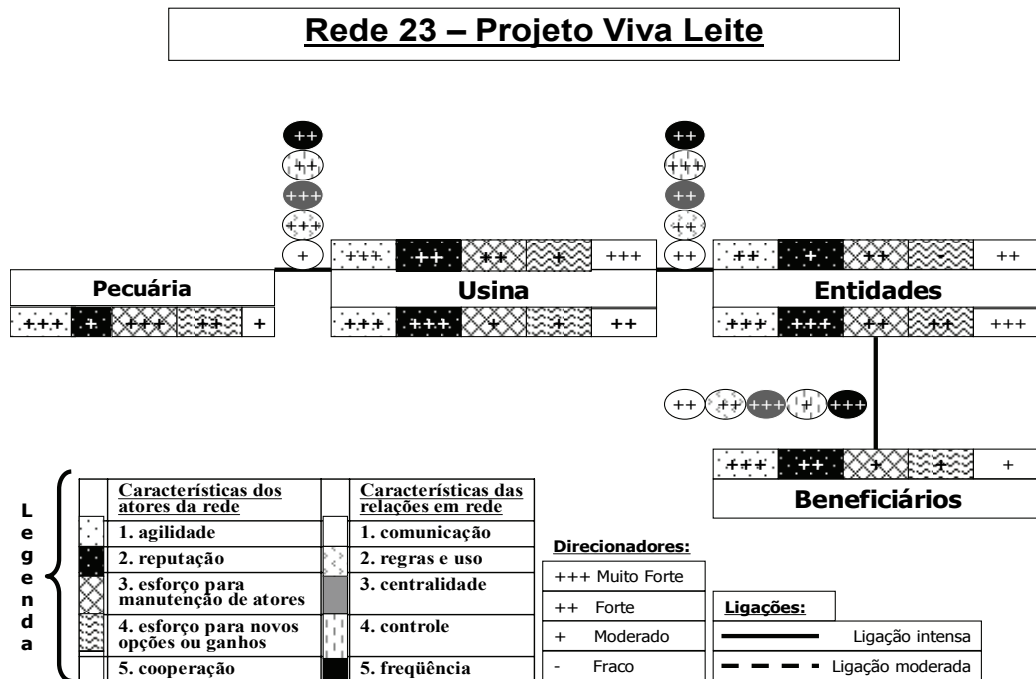 Rede 23 – Projeto Viva Leite
++
++
+++
+++
+
++
+++
++
++
++
+++
++
++
+
+++
++
+
++
-
++
Pecuária
Usina
Entidades
+++
+
+++
++
+
+++
+++
+
+
++
+++
+++
++
++
+++
++
++
+++
+
+++
+++
++
+
+
+
Beneficiários
Legenda
Características dos
atores da rede
1. agilidade
2. reputação
3. esforço para
manutenção de atores
4. esforço para novos
opções ou ganhos
5. cooperação
Características das
relações em rede
1. comunicação
2. regras e uso
3. centralidade
4. controle
5. freqüência
Direcionadores:
+++ Muito Forte
++ Forte
+ Moderado
- Fraco
Ligações:
Ligação intensa
Ligação moderada